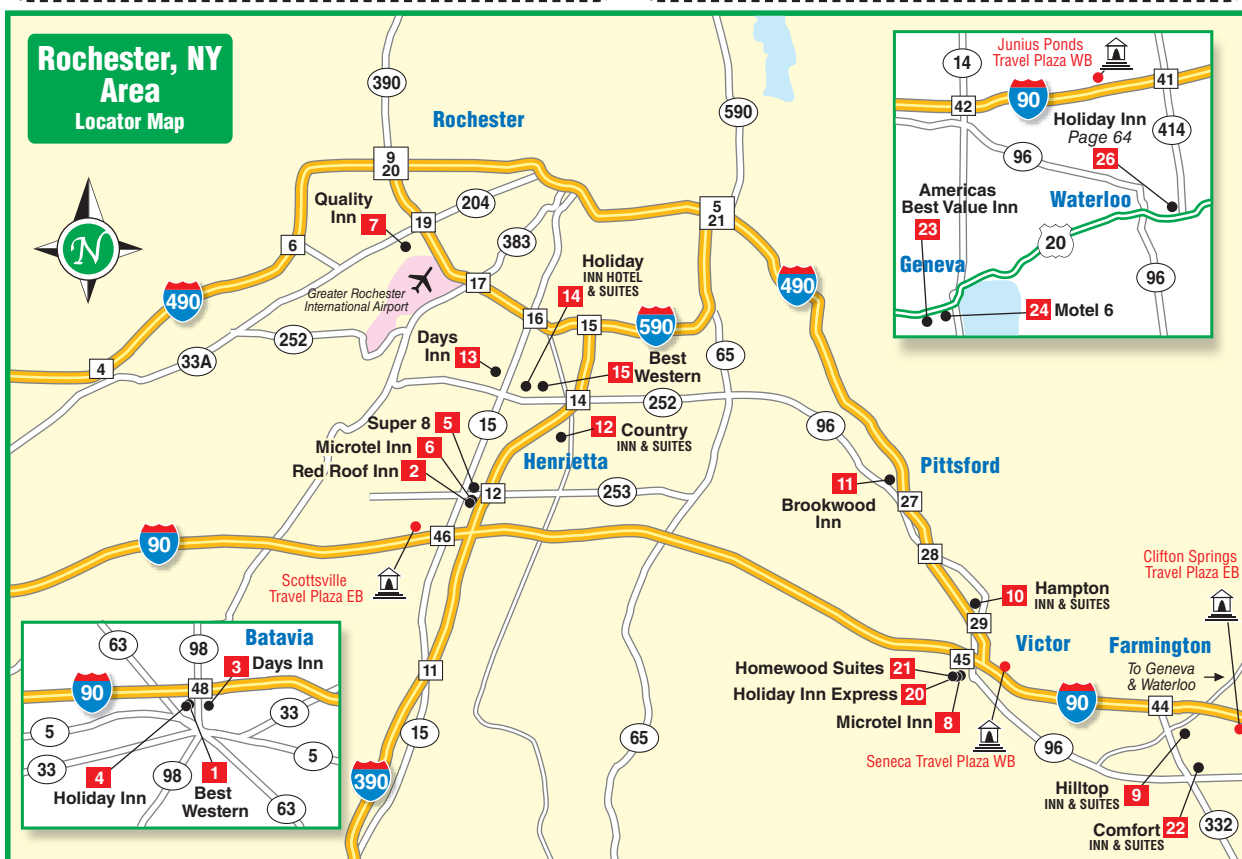 Rochester, NY
Area
Locator Map
N
390
Rochester
590
9
20
5
21
Quality
Inn
7
19
204
383
6
490
Greater Rochester
International Airport
17
Holiday
INN HOTEL
& SUITES
14
16
15
590
490
252
33A
4
Days
Inn
13
15
Best
Western
65
14
252
96
Super 8
5
15
Microtel Inn
6
Red Roof Inn
2
12
Country
INN & SUITES
Henrietta
Pittsford
11
Brookwood
Inn
12
253
27
90
46
28
Scottsville
Travel Plaza EB
Clifton Springs
Travel Plaza EB
10
Hampton
INN & SUITES
29
Victor
Farmington
To Geneva
& Waterloo
45
Homewood Suites
21
Holiday Inn Express
20
Microtel Inn
8
11
90
44
15
65
96
Seneca Travel Plaza WB
390
Hilltop
INN & SUITES
9
Comfort
INN & SUITES
22
332
Junius Ponds
Travel Plaza WB
14
41
42
90
Holiday Inn
Page 64
26
414
96
Americas
Best Value Inn
23
Waterloo
20
Geneva
96
24
Motel 6
63
98
Batavia
3
Days Inn
90
48
33
5
5
33
98
4
Holiday Inn
1
Best
Western
63